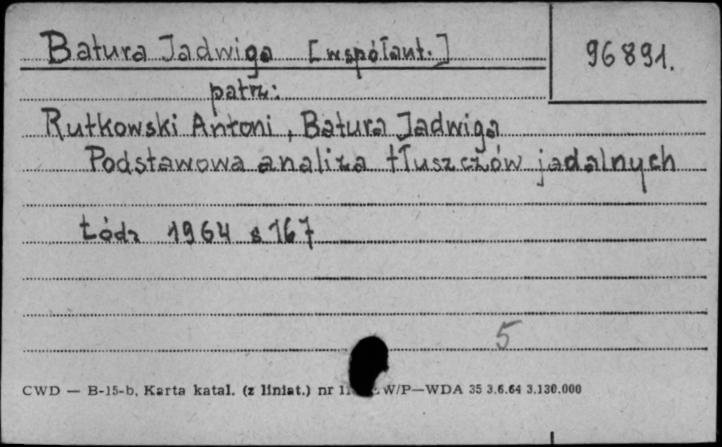 Batura Jadwiga [współaut.]
96891.
patrz:
Rutkowski Antoni, Batura Jadwiga
Podstawowa analiza tłuszczów jadalnych
Łódź 1964 s 167
5
CWD — B-15-b, Karta katal. (z liniat.) nr W/P—WDA 35 3.6.64 3.130.000